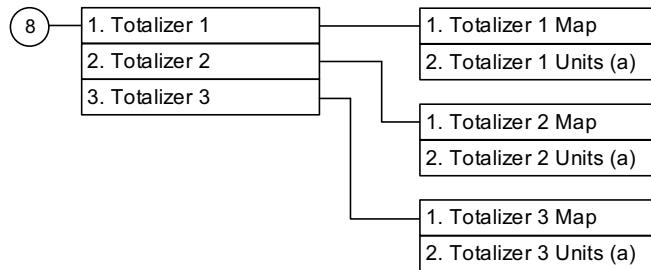 8
1. Totalizer 1
2. Totalizer 2
3. Totalizer 3
1. Totalizer 1 Map
2. Totalizer 1 Units (a)
1. Totalizer 2 Map
2. Totalizer 2 Units (a)
1. Totalizer 3 Map
2. Totalizer 3 Units (a)